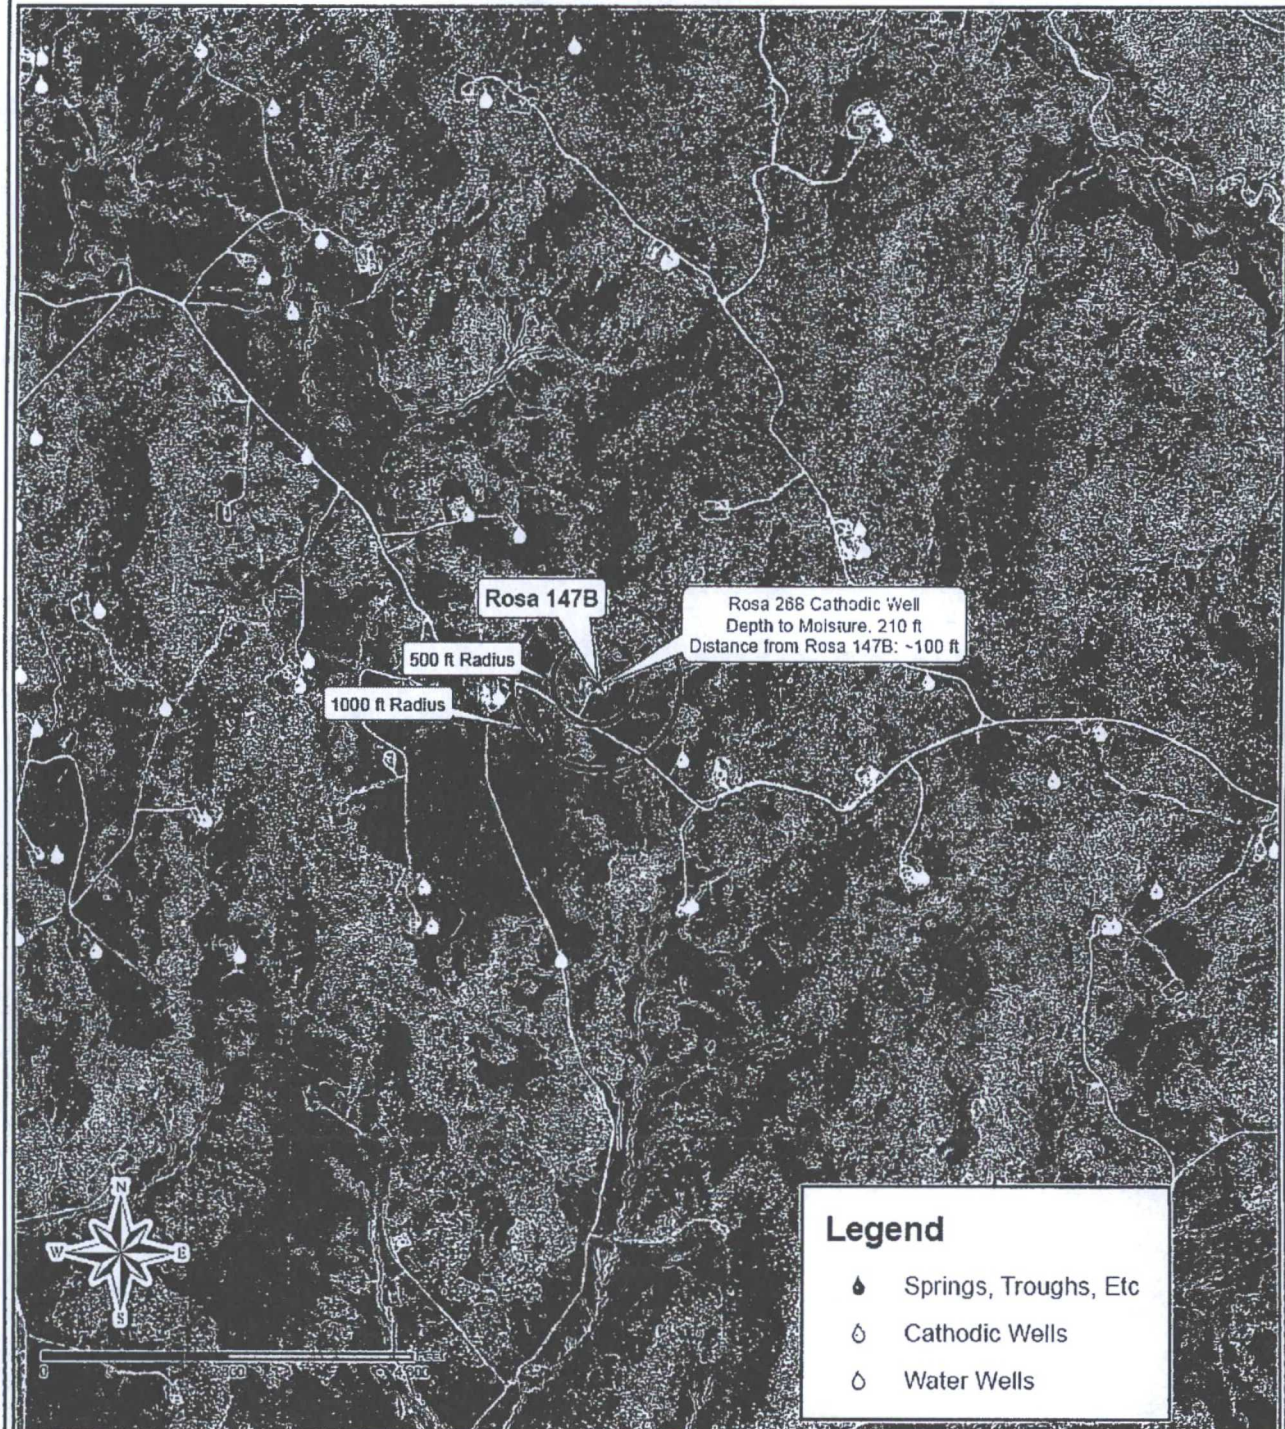 Rosa 147B
Rosa 268 Cathodic Well
Depth to Moisture, 210 ft
Distance from Rosa 147B: ~100 ft
500 ft Radius
1000 ft Radius
N
W E
S
0
Legend
Springs, Troughs, Etc
Cathodic Wells
Water Wells